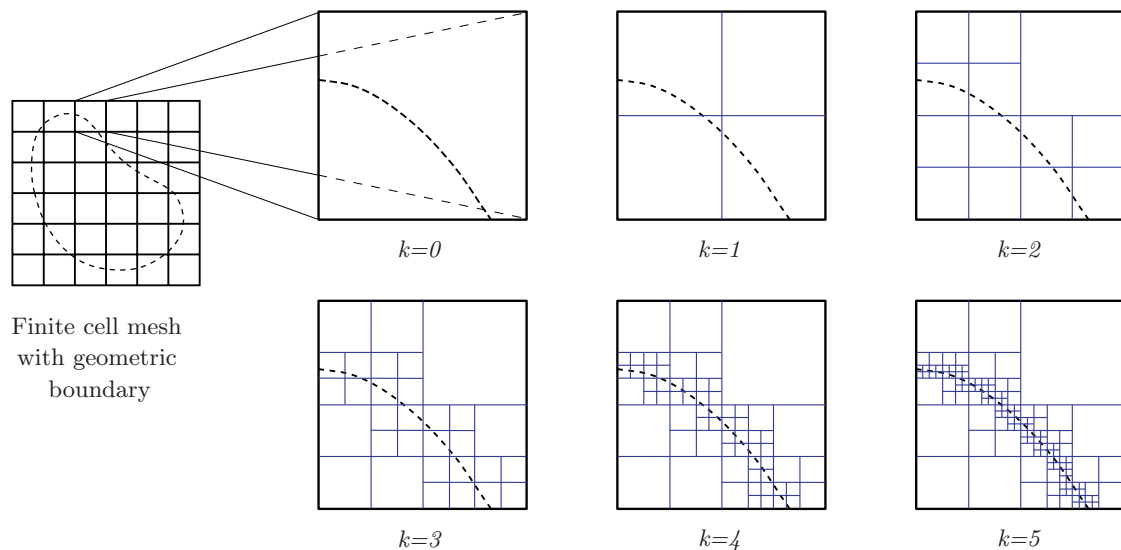 k=0
k=1
k=2
Finite cell mesh
with geometric
boundary
k=3
k=4
k=5